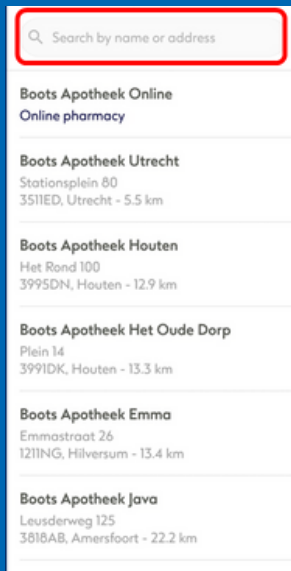 Search by name or address
Boots Apotheek Online
Online pharmacy
Boots Apotheek Utrecht
Stationsplein 80
3511ED, Utrecht - 5.5 km
Boots Apotheek Houten
Het Rond 100
3995DN, Houten - 12.9 km
Boots Apotheek Het Oude Dorp
Plein 14
3991DK, Houten - 13.3 km
Boots Apotheek Emma
Emmastraat 26
1211NG, Hilversum - 13.4 km
Boots Apotheek Java
Leusderweg 125
3818AB, Amersfoort - 22.2 km